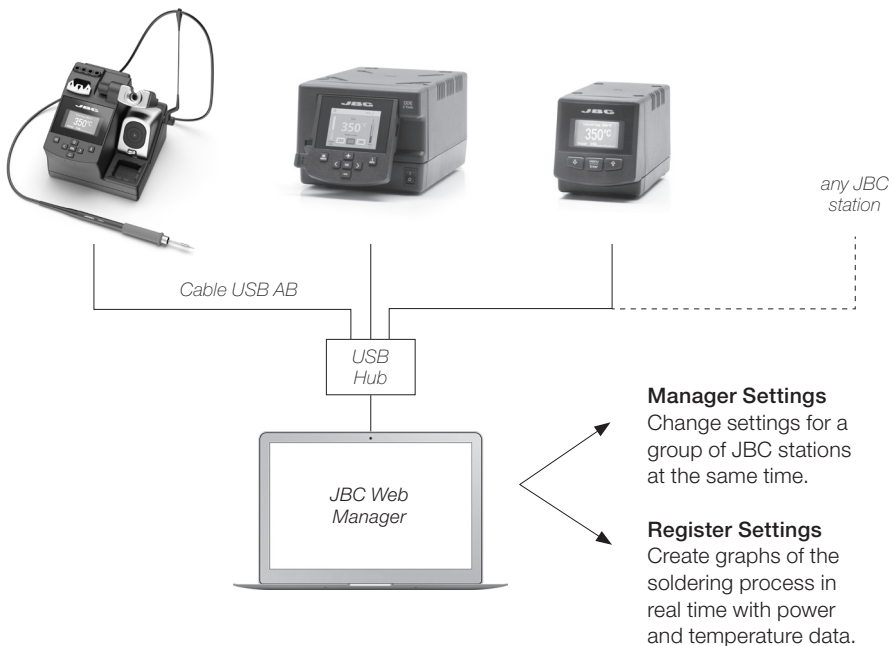 JBC
350°C
JBC
350°
JBC
350°C
any JBC
station
Cable USB AB
USB
Hub
JBC Web
Manager
Manager Settings
Change settings for a
group of JBC stations
at the same time.
Register Settings
Create graphs of the
soldering process in
real time with power
and temperature data.